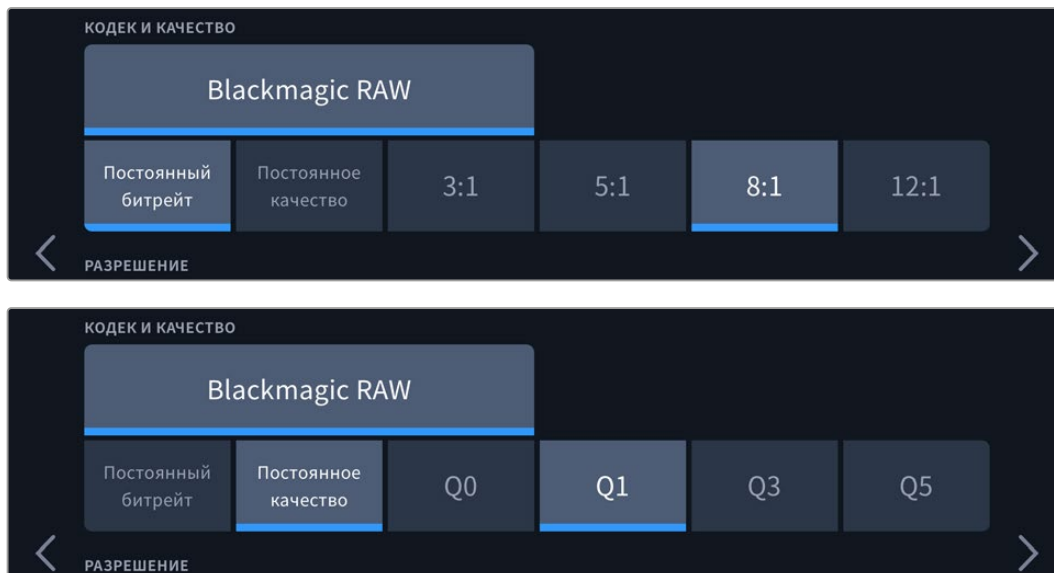 КОДЕК И КАЧЕСТВО
Blackmagic RAW
Постоянный битрейт
Постоянное качество
3:1
5:1
8:1
12:1
РАЗРЕШЕНИЕ
КОДЕК И КАЧЕСТВО
Blackmagic RAW
Постоянный битрейт
Постоянное качество
Q0
Q1
Q3
Q5
РАЗРЕШЕНИЕ